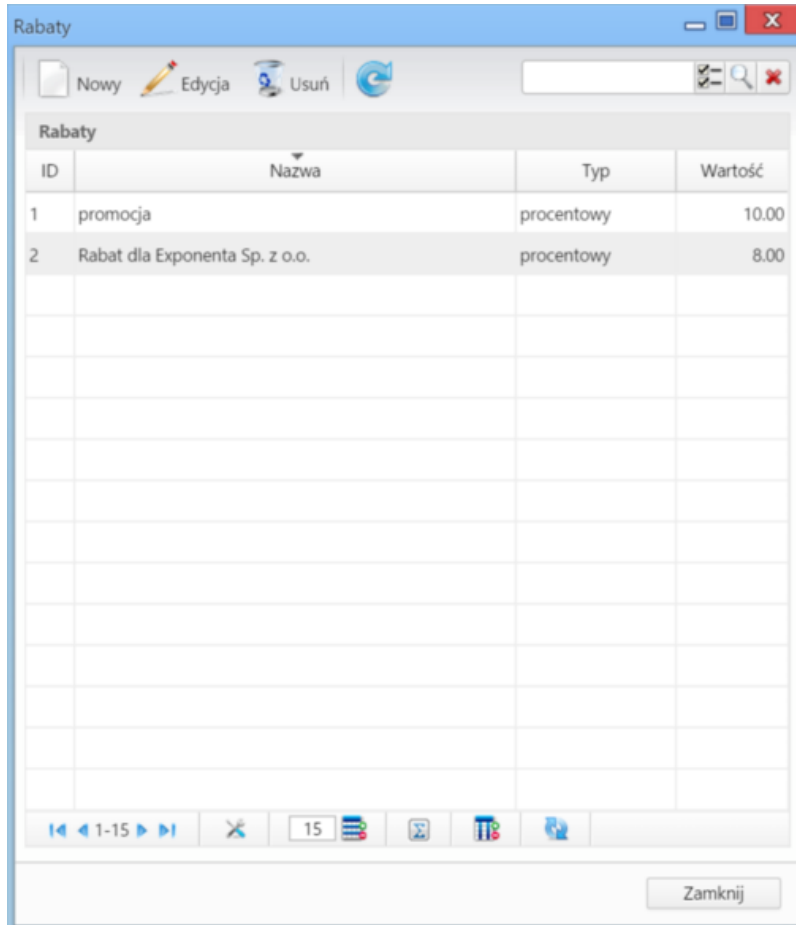 Rabaty
Nowy Edycja Usuń
Rabaty
ID Nazwa Typ Wartość
1 promocja procentowy 10.00
2 Rabat dla Exponenta Sp. z o.o. procentowy 8.00
1-15 15
Zamknij